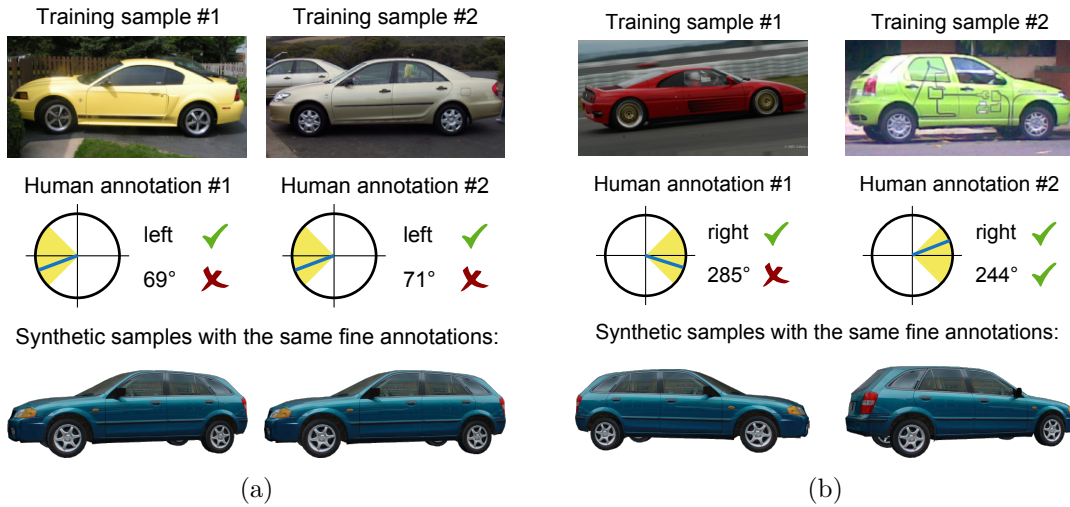 Training sample #1
Training sample #2
Human annotation #1
Human annotation #2
left
left
69°
71°
Synthetic samples with the same fine annotations:
(a)
Training sample #1
Training sample #2
Human annotation #1
Human annotation #2
right
right
285°
244°
Synthetic samples with the same fine annotations:
(b)